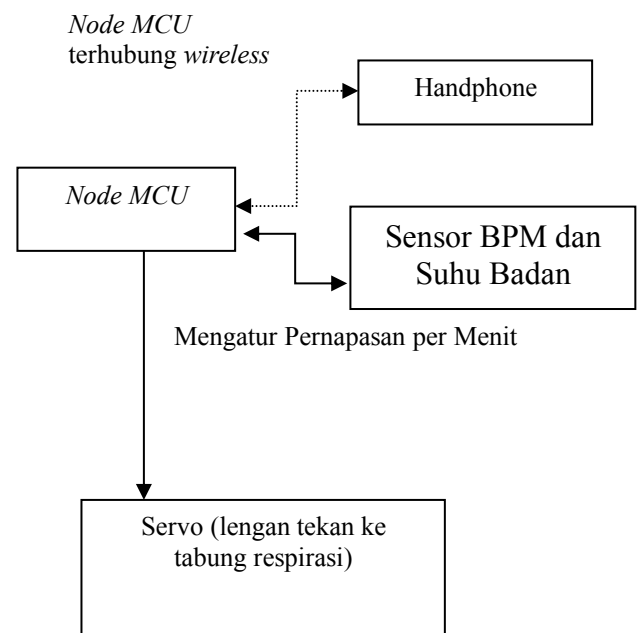 Node MCU
terhubung wireless
Handphone
Node MCU
Sensor BPM dan
Suhu Badan
Mengatur Pernapasan per Menit
Servo (lengan tekan ke
tabung respirasi)